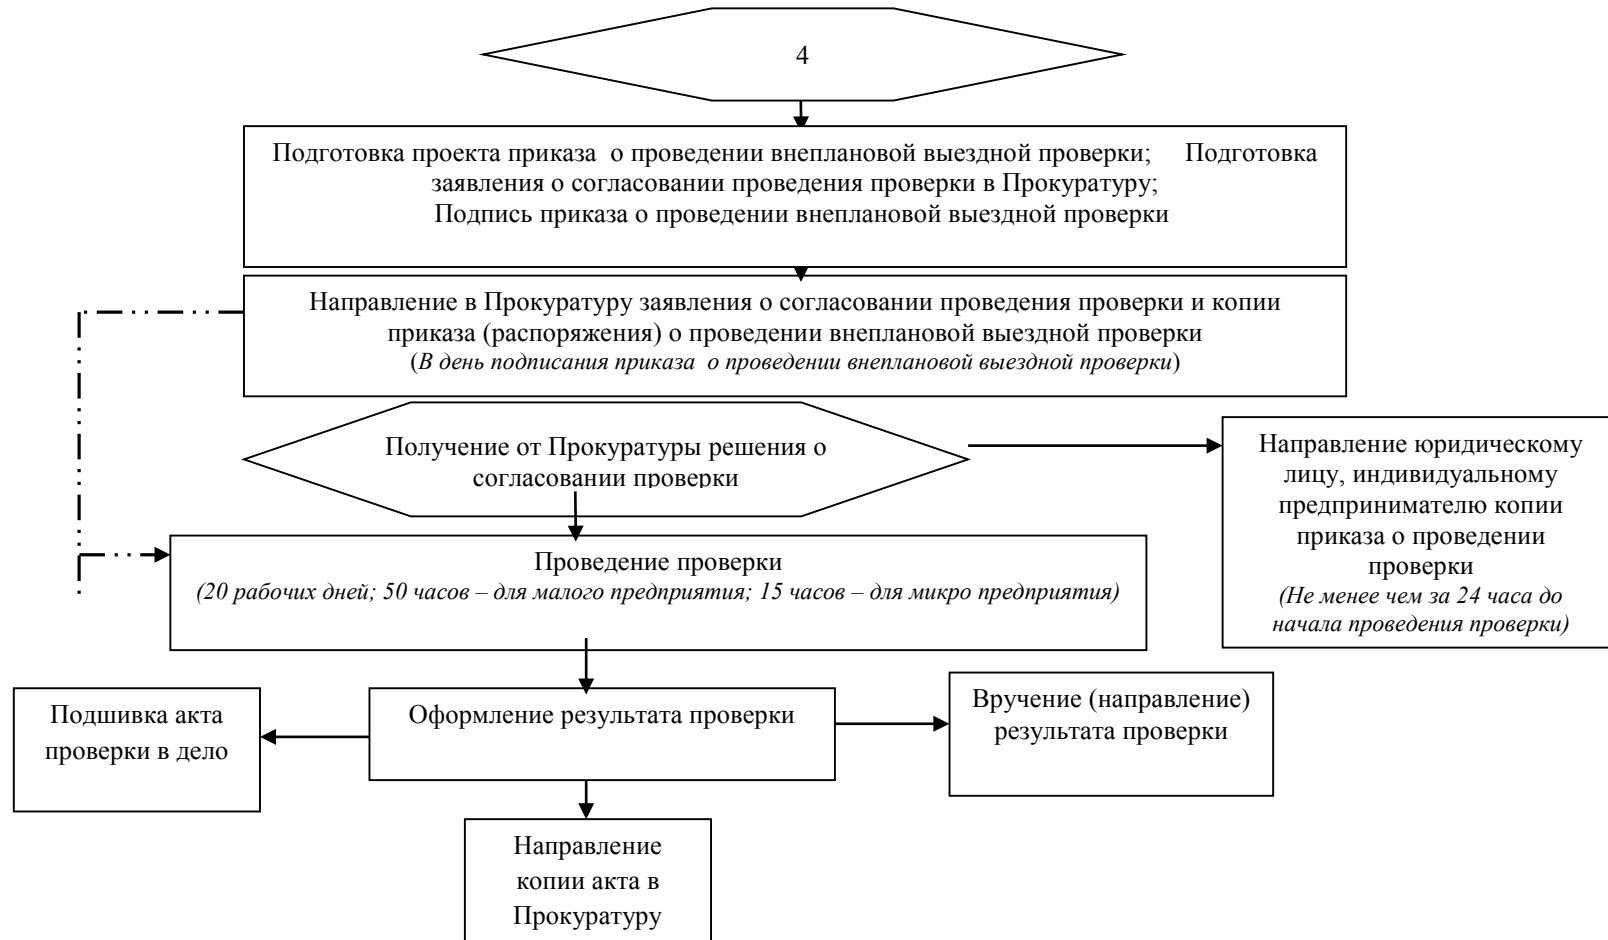 4
Подготовка проекта приказа  о проведении внеплановой выездной проверки;     Подготовка
заявления о согласовании проведения проверки в Прокуратуру;
Подпись приказа о проведении внеплановой выездной проверки
Направление в Прокуратуру заявления о согласовании проведения проверки и копии
приказа (распоряжения) о проведении внеплановой выездной проверки
(В день подписания приказа  о проведении внеплановой выездной проверки)
Получение от Прокуратуры решения о
согласовании проверки
Направление юридическому
лицу, индивидуальному
предпринимателю копии
приказа о проведении
проверки
(Не менее чем за 24 часа до
начала проведения проверки)
Проведение проверки
(20 рабочих дней; 50 часов – для малого предприятия; 15 часов – для микро предприятия)
Подшивка акта
проверки в дело
Оформление результата проверки
Вручение (направление)
результата проверки
Направление
копии акта в
Прокуратуру